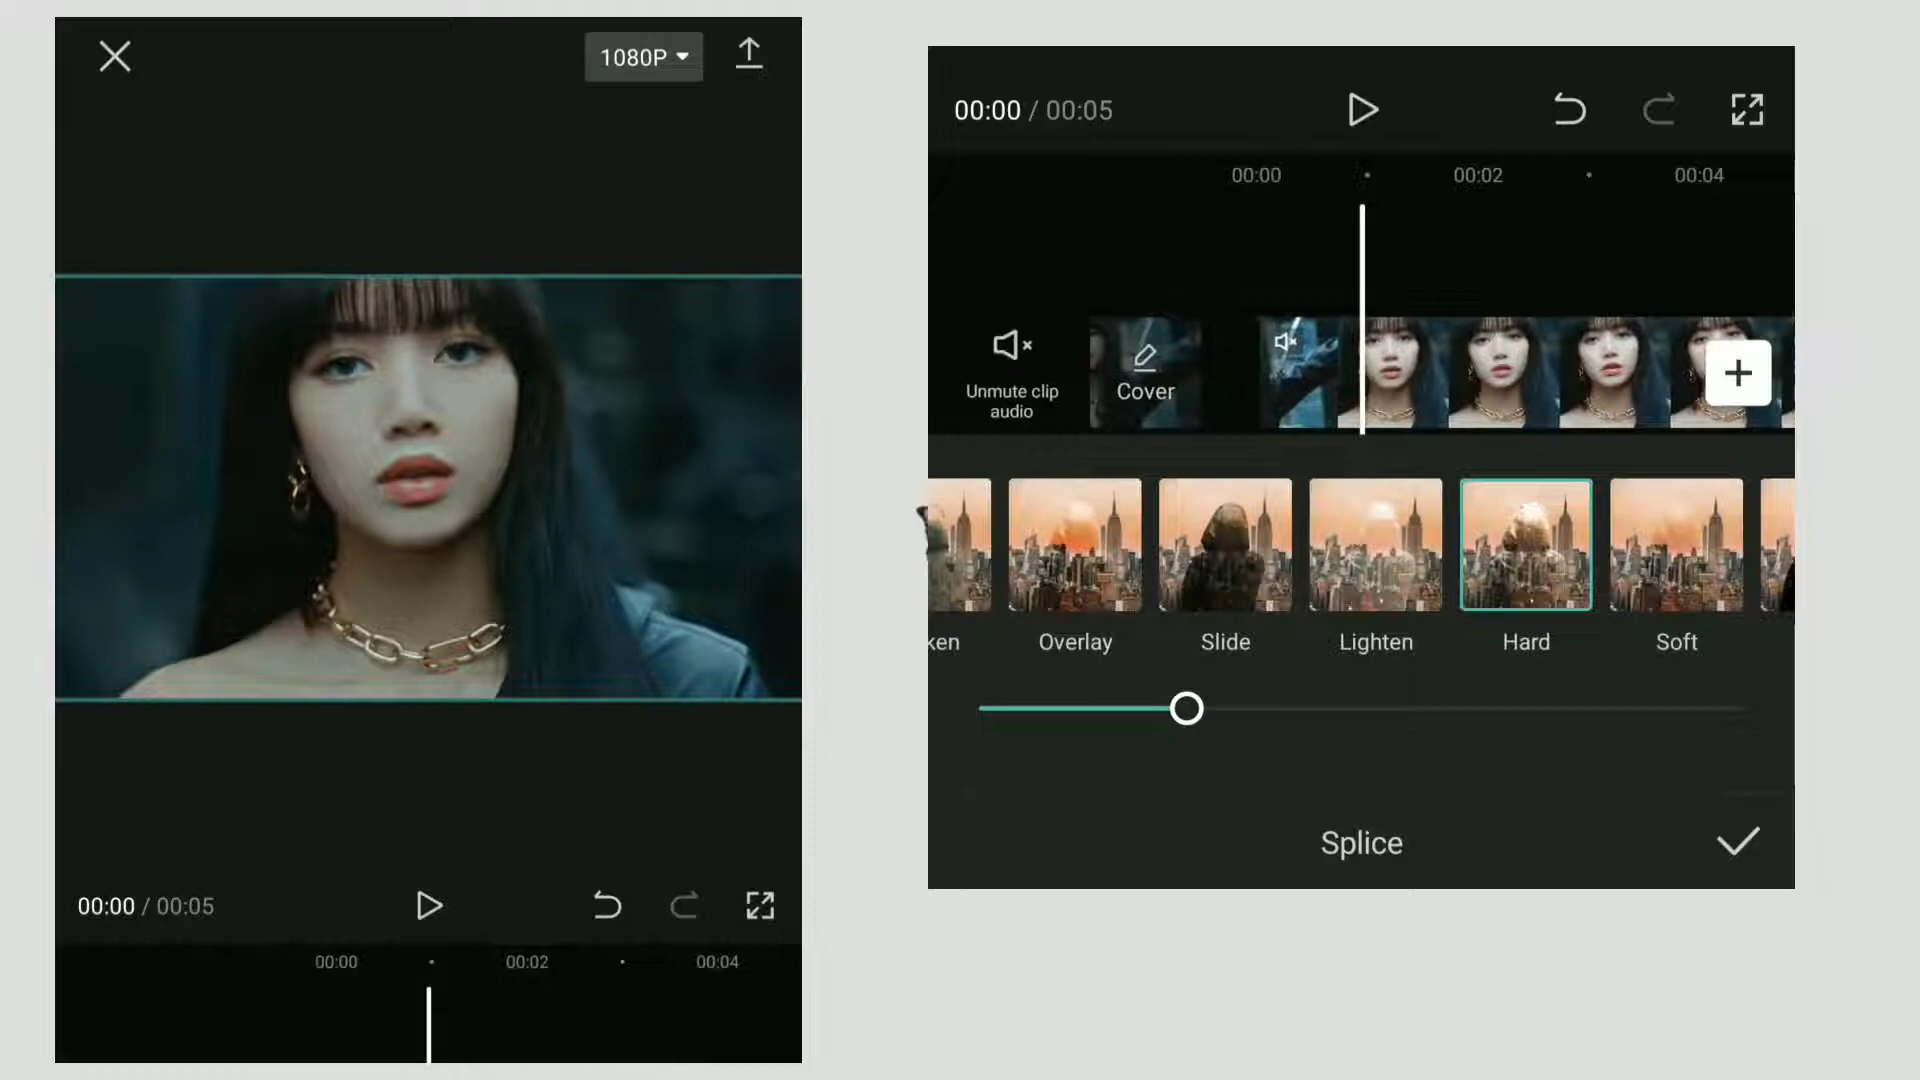 1080P
00:00 / 00:05
00:00
00:02
00:04
00:00 / 00:05
00:00
00:02
00:04
Unmute clip
audio
Cover
ken
Overlay
Slide
Lighten
Hard
Soft
Splice